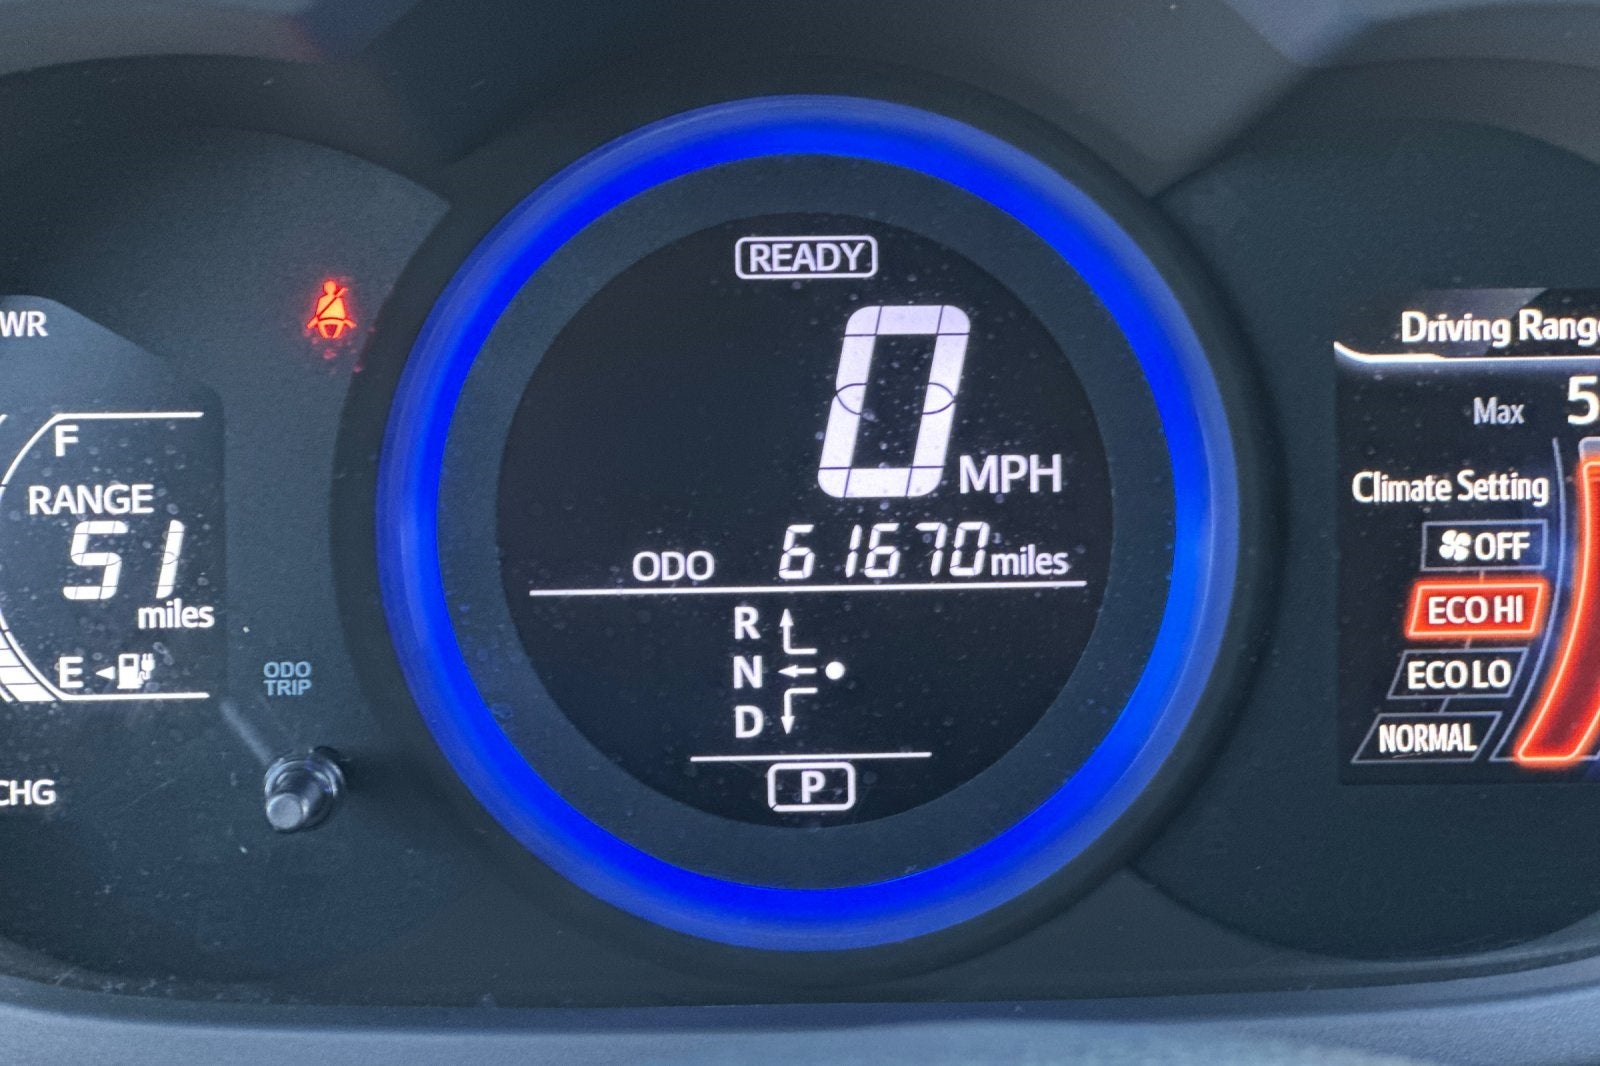 WR
F
RANGE
51
miles
E
ODO
TRIP
CHG
READY
0 MPH
ODO 61670 miles
R
N
D
P
Driving Range
Max 5
Climate Setting
OFF
ECO HI
ECO LO
NORMAL